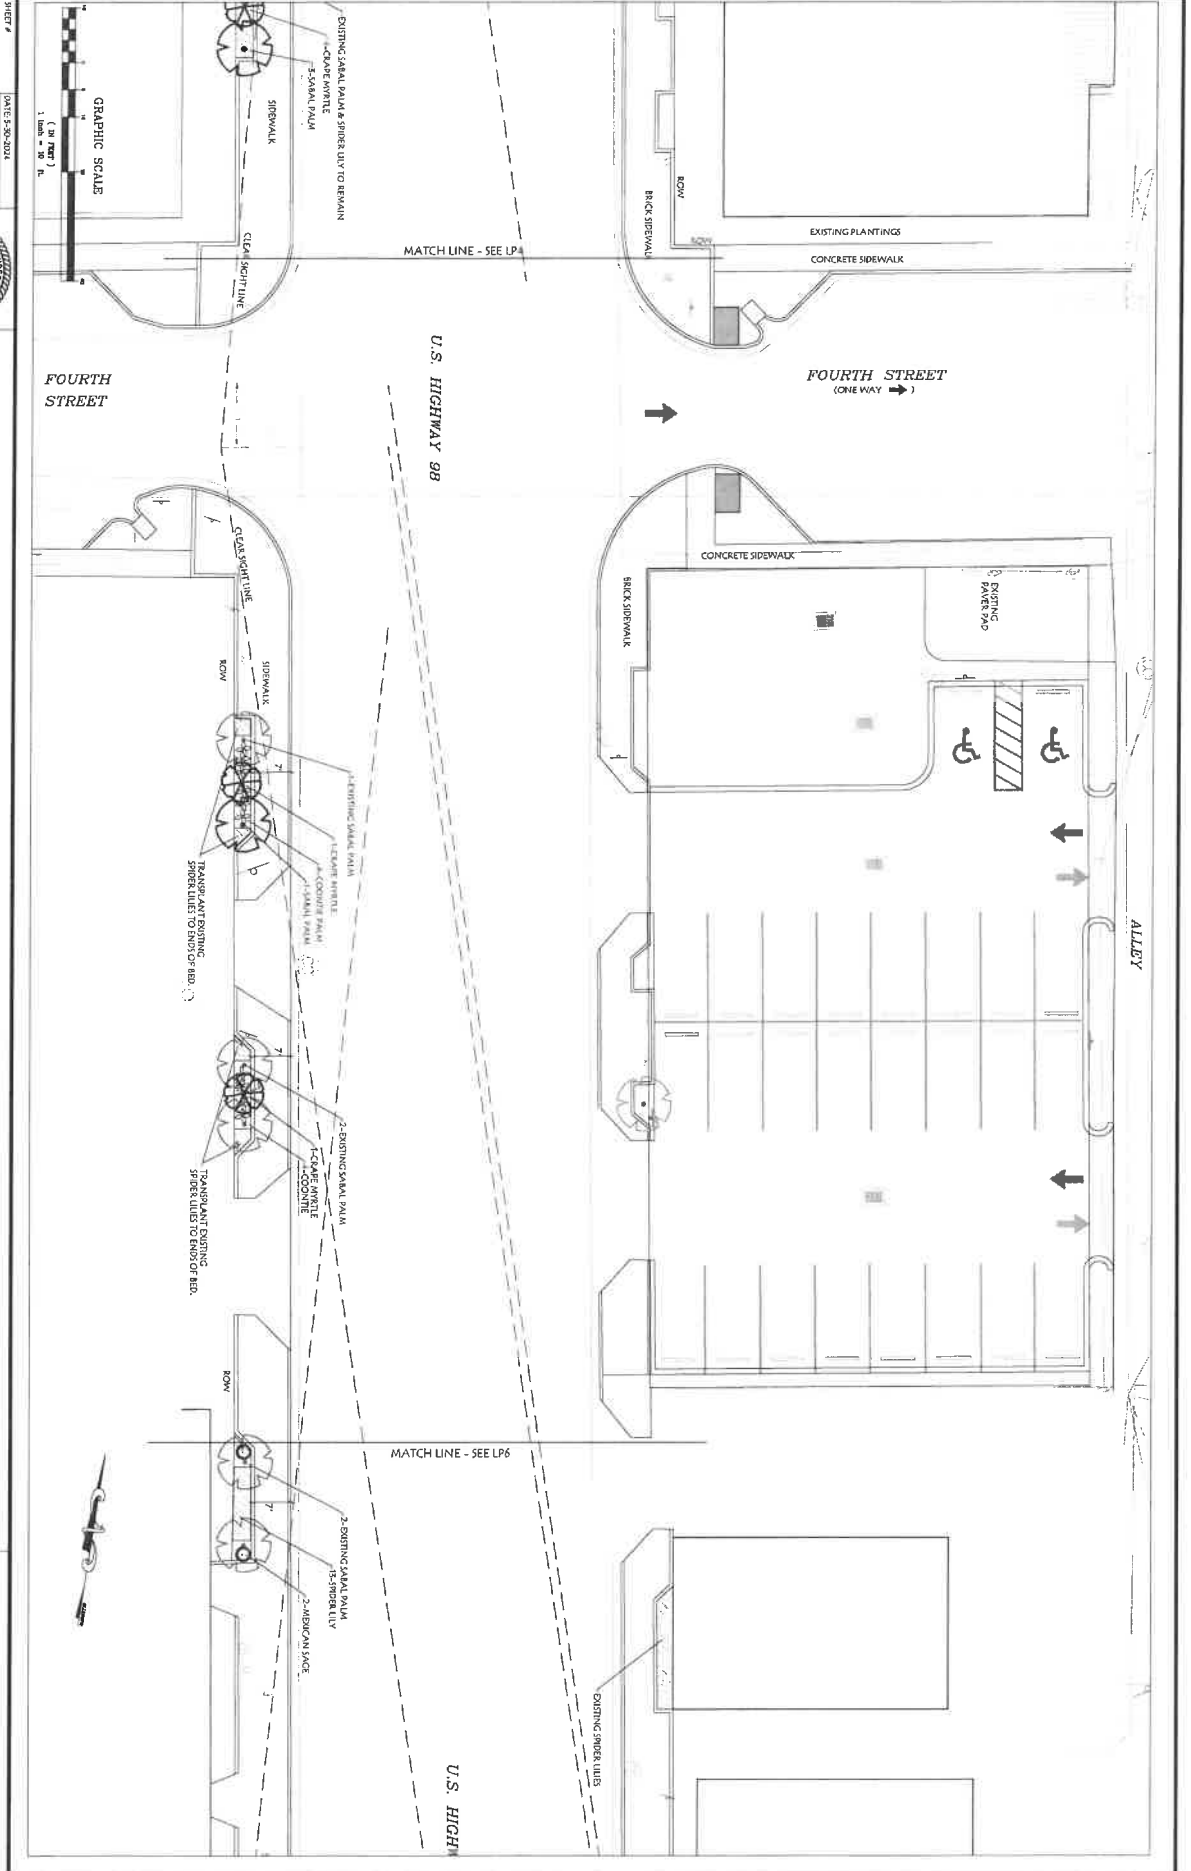 SHEET #
DATE: 5-30-2024
GRAPHIC SCALE
( IN FEET )
1 inch = 10 ft.
EXISTING SABAL PALM & SPIDER LILY TO REMAIN
CRAPE MYRTLE
3-SABAL PALM
SIDEWALK
CLEAR SIGHT LINE
ROW
BRICK SIDEWALK
ROW
EXISTING PLANTINGS
CONCRETE SIDEWALK
MATCH LINE - SEE LP4
FOURTH
STREET
U.S. HIGHWAY 98
FOURTH STREET
(ONE WAY ➡ )
CLEAR SIGHT LINE
CONCRETE SIDEWALK
BRICK SIDEWALK
EXISTING
PAVER PAD
ROW
SIDEWALK
7'
1-EXISTING SABAL PALM
1-CRAPE MYRTLE
COONTIE PALM
1-SABAL PALM
TRANSPLANT EXISTING
SPIDER LILIES TO ENDS OF BED.
ALLEY
7'
2-EXISTING SABAL PALM
1-CRAPE MYRTLE
COONTIE
TRANSPLANT EXISTING
SPIDER LILIES TO ENDS OF BED.
ROW
MATCH LINE - SEE LP6
7'
2-EXISTING SABAL PALM
13-SPIDER LILY
2-MEXICAN SAGE
EXISTING SPIDER LILIES
U.S. HIGHW